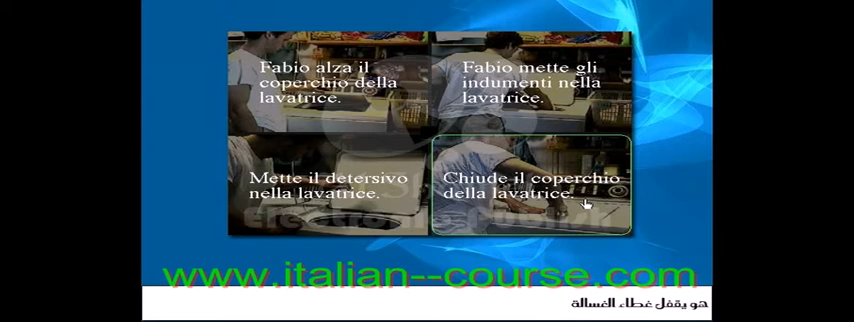 Fabio alza il
coperchio della
lavatrice.
Fabio mette gli
indumenti nella
lavatrice.
Mette il detersivo
nella lavatrice.
Chiude il coperchio
della lavatrice.
www.italian--course.com
هو يقفل غطاء الغسالة